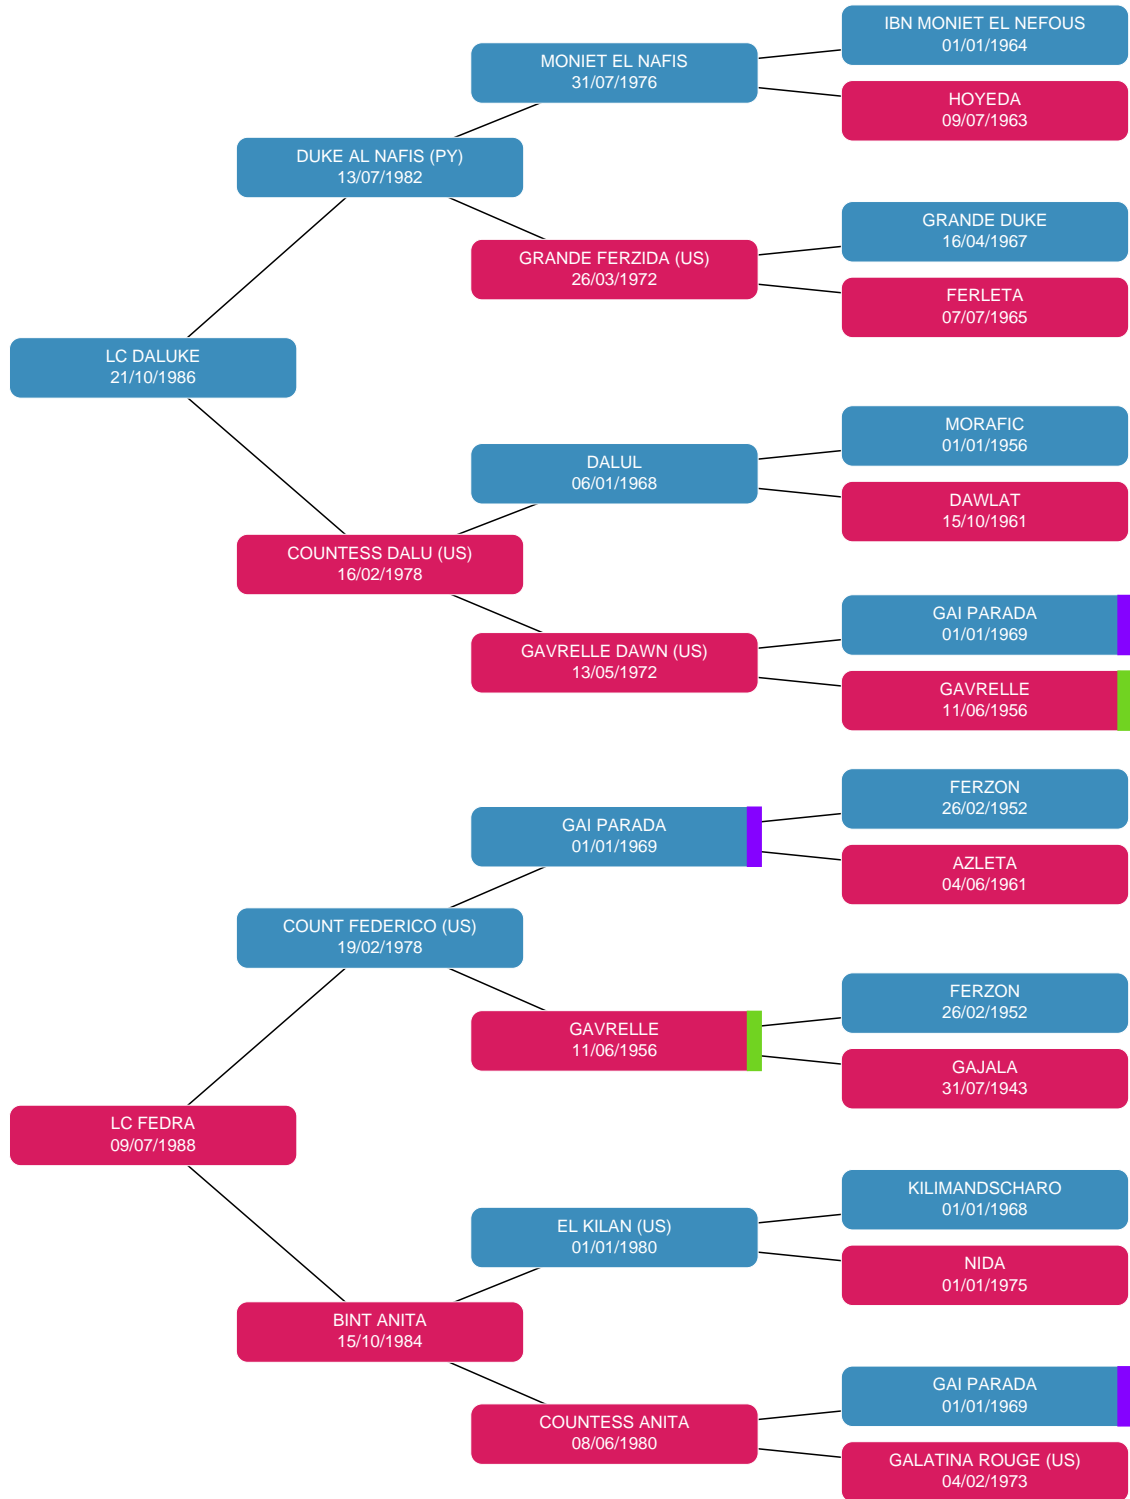 IBN MONIET EL NEFOUS
01/01/1964
MONIET EL NAFIS
31/07/1976
HOYEDA
09/07/1963
DUKE AL NAFIS (PY)
13/07/1982
GRANDE DUKE
16/04/1967
GRANDE FERZIDA (US)
26/03/1972
FERLETA
07/07/1965
LC DALUKE
21/10/1986
MORAFIC
01/01/1956
DALUL
06/01/1968
DAWLAT
15/10/1961
COUNTESS DALU (US)
16/02/1978
GAI PARADA
01/01/1969
GAVRELLE DAWN (US)
13/05/1972
GAVRELLE
11/06/1956
FERZON
26/02/1952
GAI PARADA
01/01/1969
AZLETA
04/06/1961
COUNT FEDERICO (US)
19/02/1978
FERZON
26/02/1952
GAVRELLE
11/06/1956
GAJALA
31/07/1943
LC FEDRA
09/07/1988
KILIMANDSCHARO
01/01/1968
EL KILAN (US)
01/01/1980
NIDA
01/01/1975
BINT ANITA
15/10/1984
GAI PARADA
01/01/1969
COUNTESS ANITA
08/06/1980
GALATINA ROUGE (US)
04/02/1973